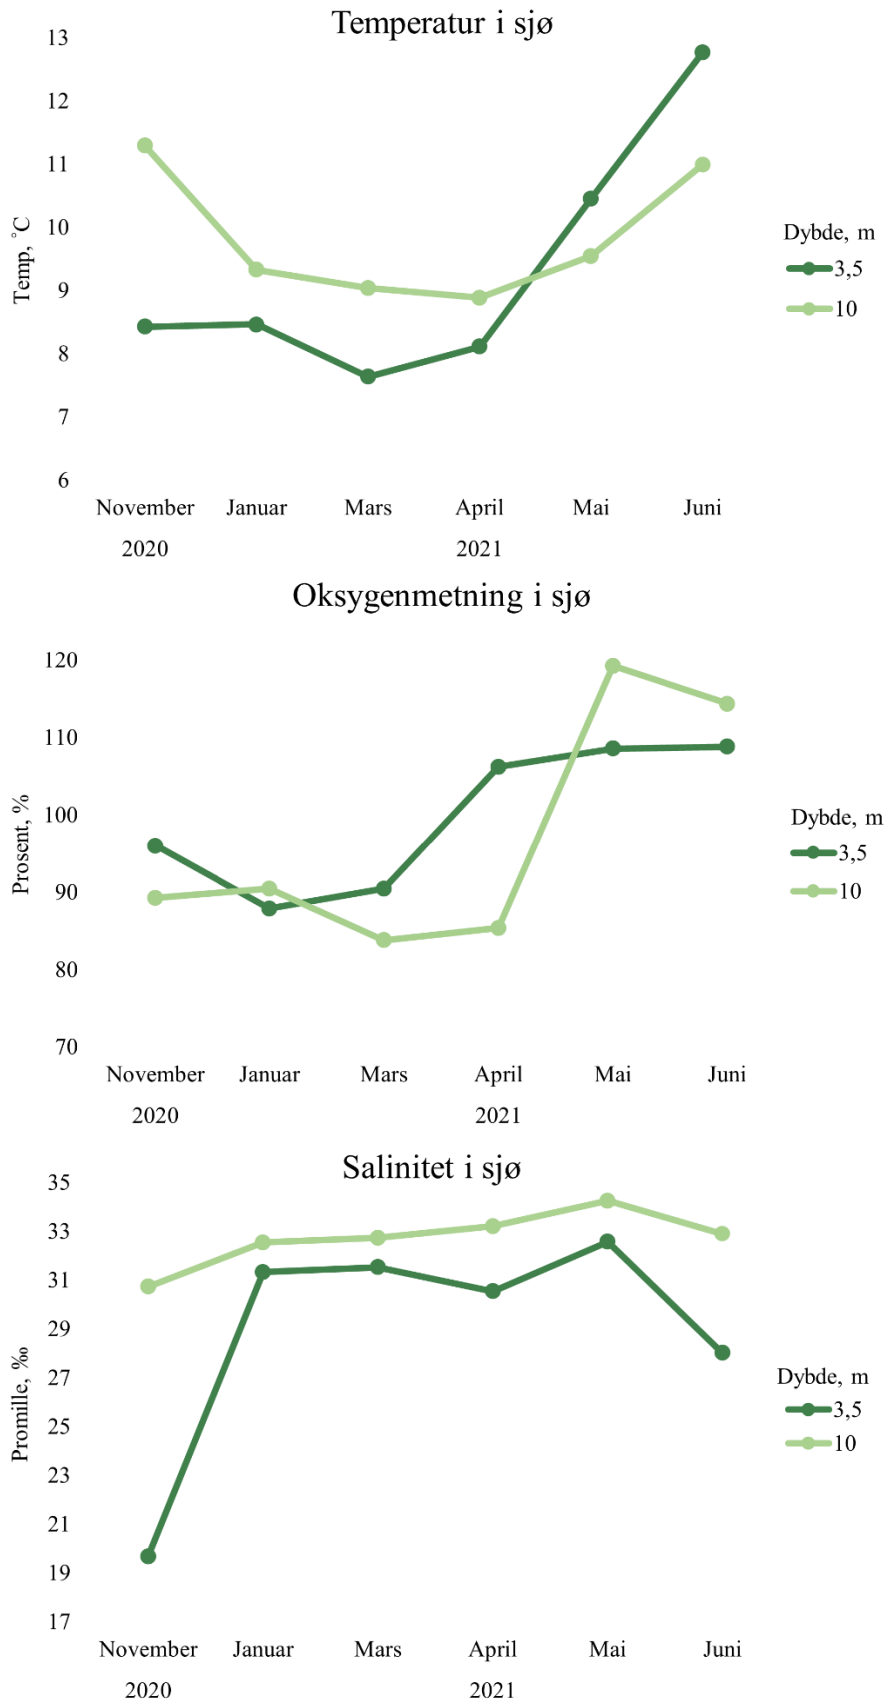 Temperatur i sjø
13
12
11
10
9
8
7
6
Temp, °C
Dybde, m
3,5
10
November Januar Mars April Mai Juni
2020 2021
Oksygenmetning i sjø
120
110
100
90
80
70
Prosent, %
Dybde, m
3,5
10
November Januar Mars April Mai Juni
2020 2021
Salinitet i sjø
35
33
31
29
27
25
23
21
19
17
Promille, ‰
Dybde, m
3,5
10
November Januar Mars April Mai Juni
2020 2021